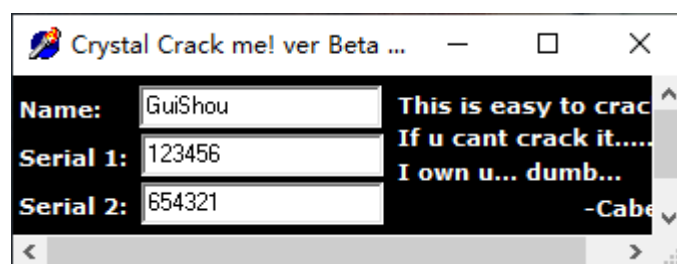 Crystal Crack me! ver Beta ...
Name: GuiShou
Serial 1: 123456
Serial 2: 654321
This is easy to crac
If u cant crack it.....
I own u... dumb...
-Cabe